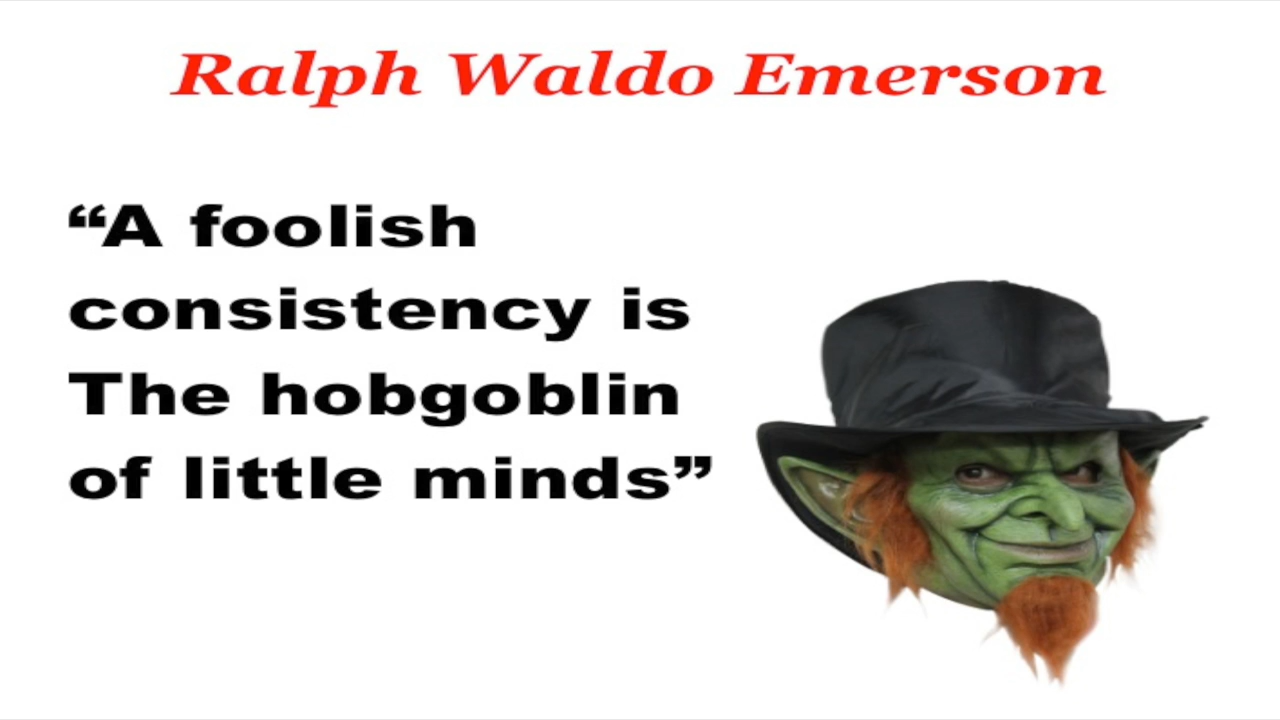 Ralph Waldo Emerson
“A foolish
consistency is
The hobgoblin
of little minds”